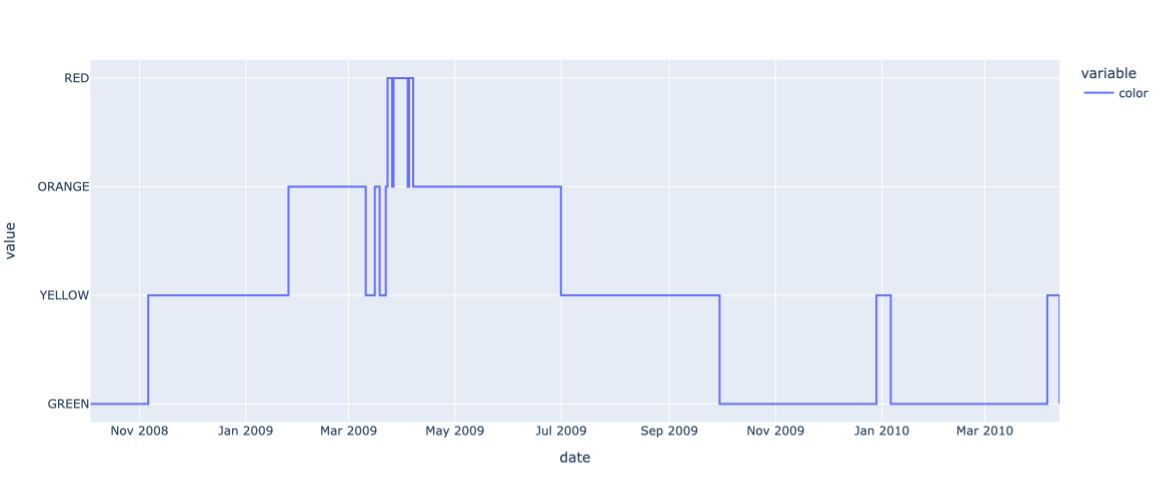 variable
color
value
RED
ORANGE
YELLOW
GREEN
Nov 2008 Jan 2009 Mar 2009 May 2009 Jul 2009 Sep 2009 Nov 2009 Jan 2010 Mar 2010
date